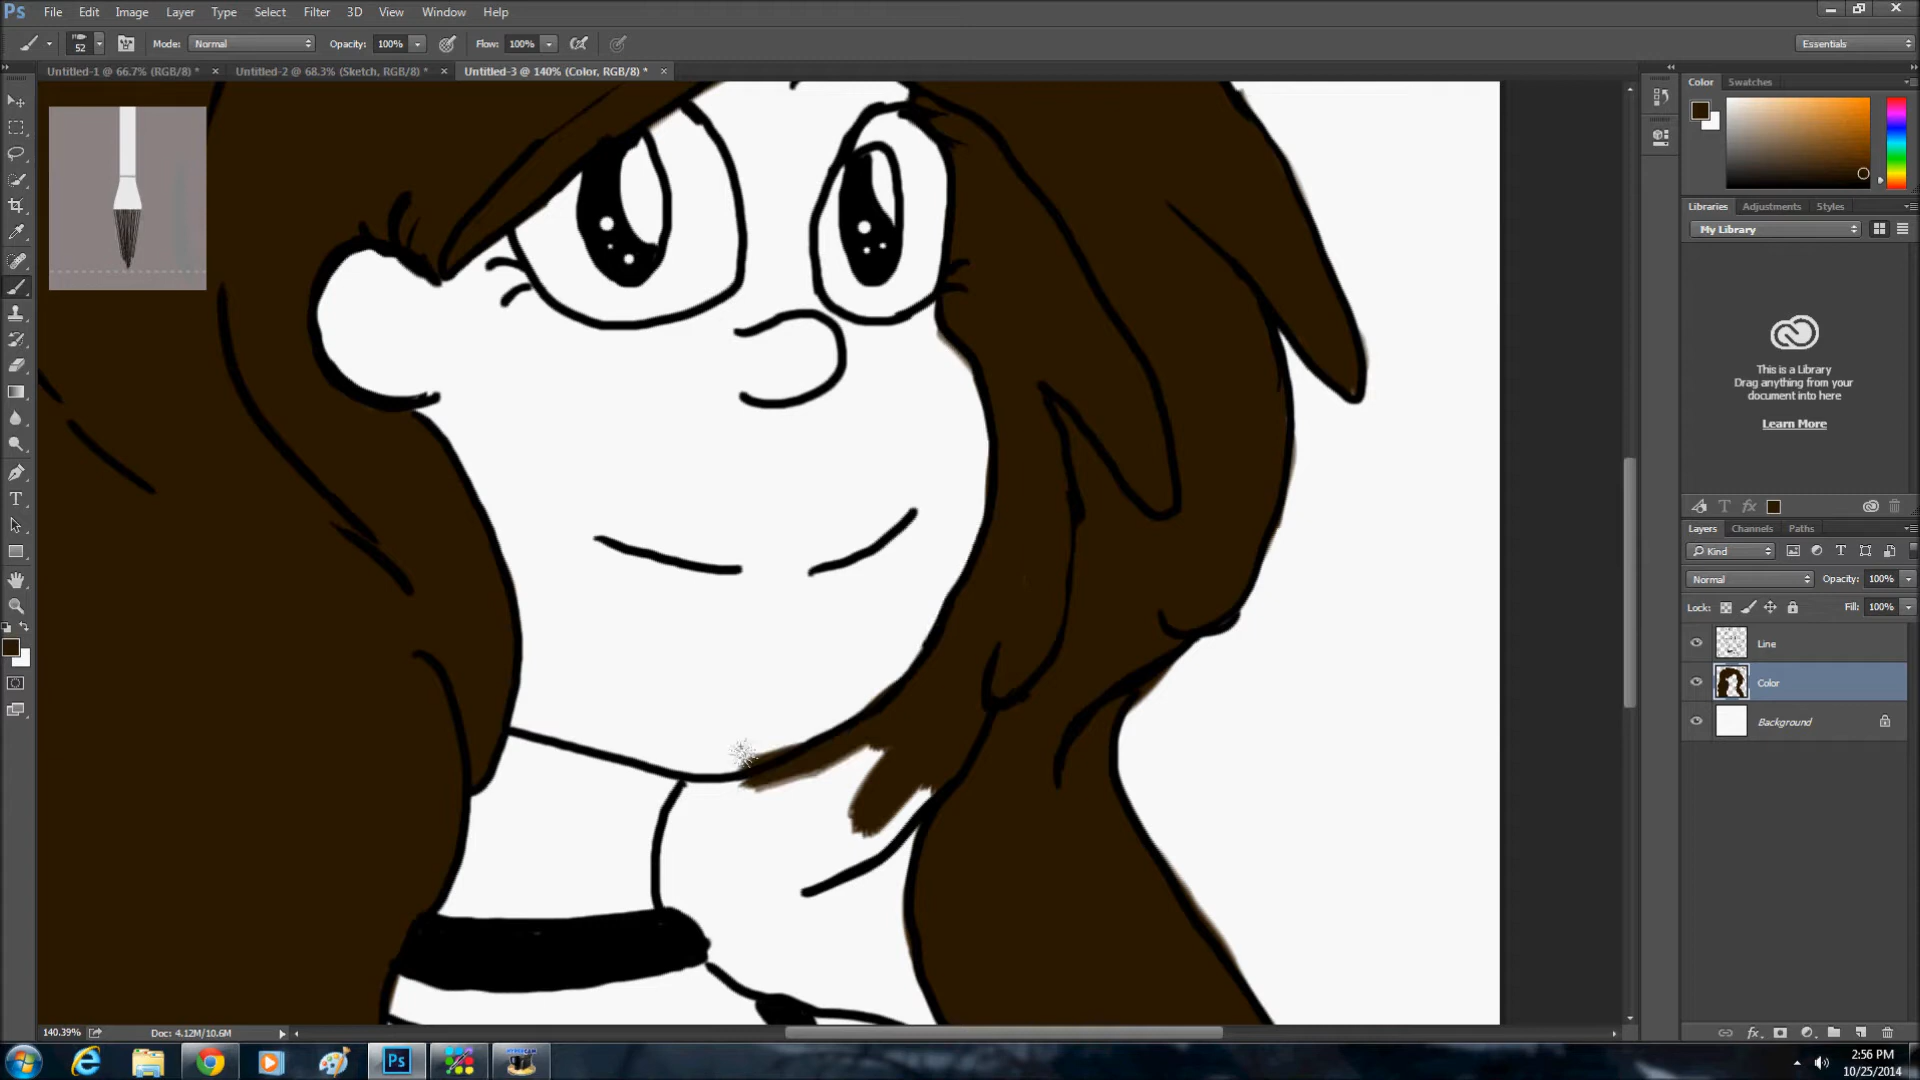 Ps File Edit Image Layer Type Select Filter 3D View Window Help
52 Mode: Normal Opacity: 100% Flow: 100% Essentials
Untitled-1 @ 66.7% (RGB/8) * × Untitled-2 @ 68.3% (Sketch, RGB/8) * × Untitled-3 @ 140% (Color, RGB/8) * ×
Color Swatches
Libraries Adjustments Styles
My Library
This is a Library
Drag anything from your
document into here
Learn More
Layers Channels Paths
Kind
Normal Opacity: 100%
Lock: Fill: 100%
Line
Color
Background
140.39% Doc: 4.12M/10.6M
Ps
2:56 PM
10/25/2014